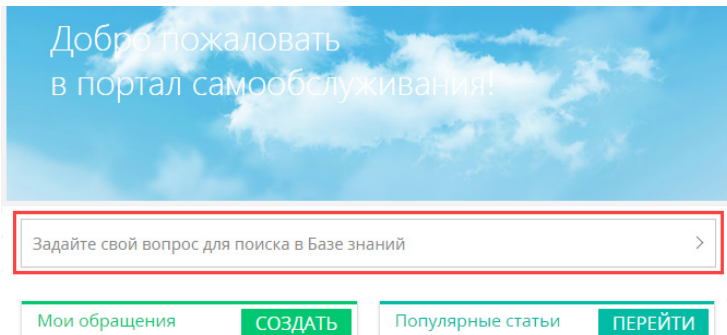 Добро пожаловать
в портал самообслуживания!
Задайте свой вопрос для поиска в Базе знаний
Мои обращения СОЗДАТЬ Популярные статьи ПЕРЕЙТИ